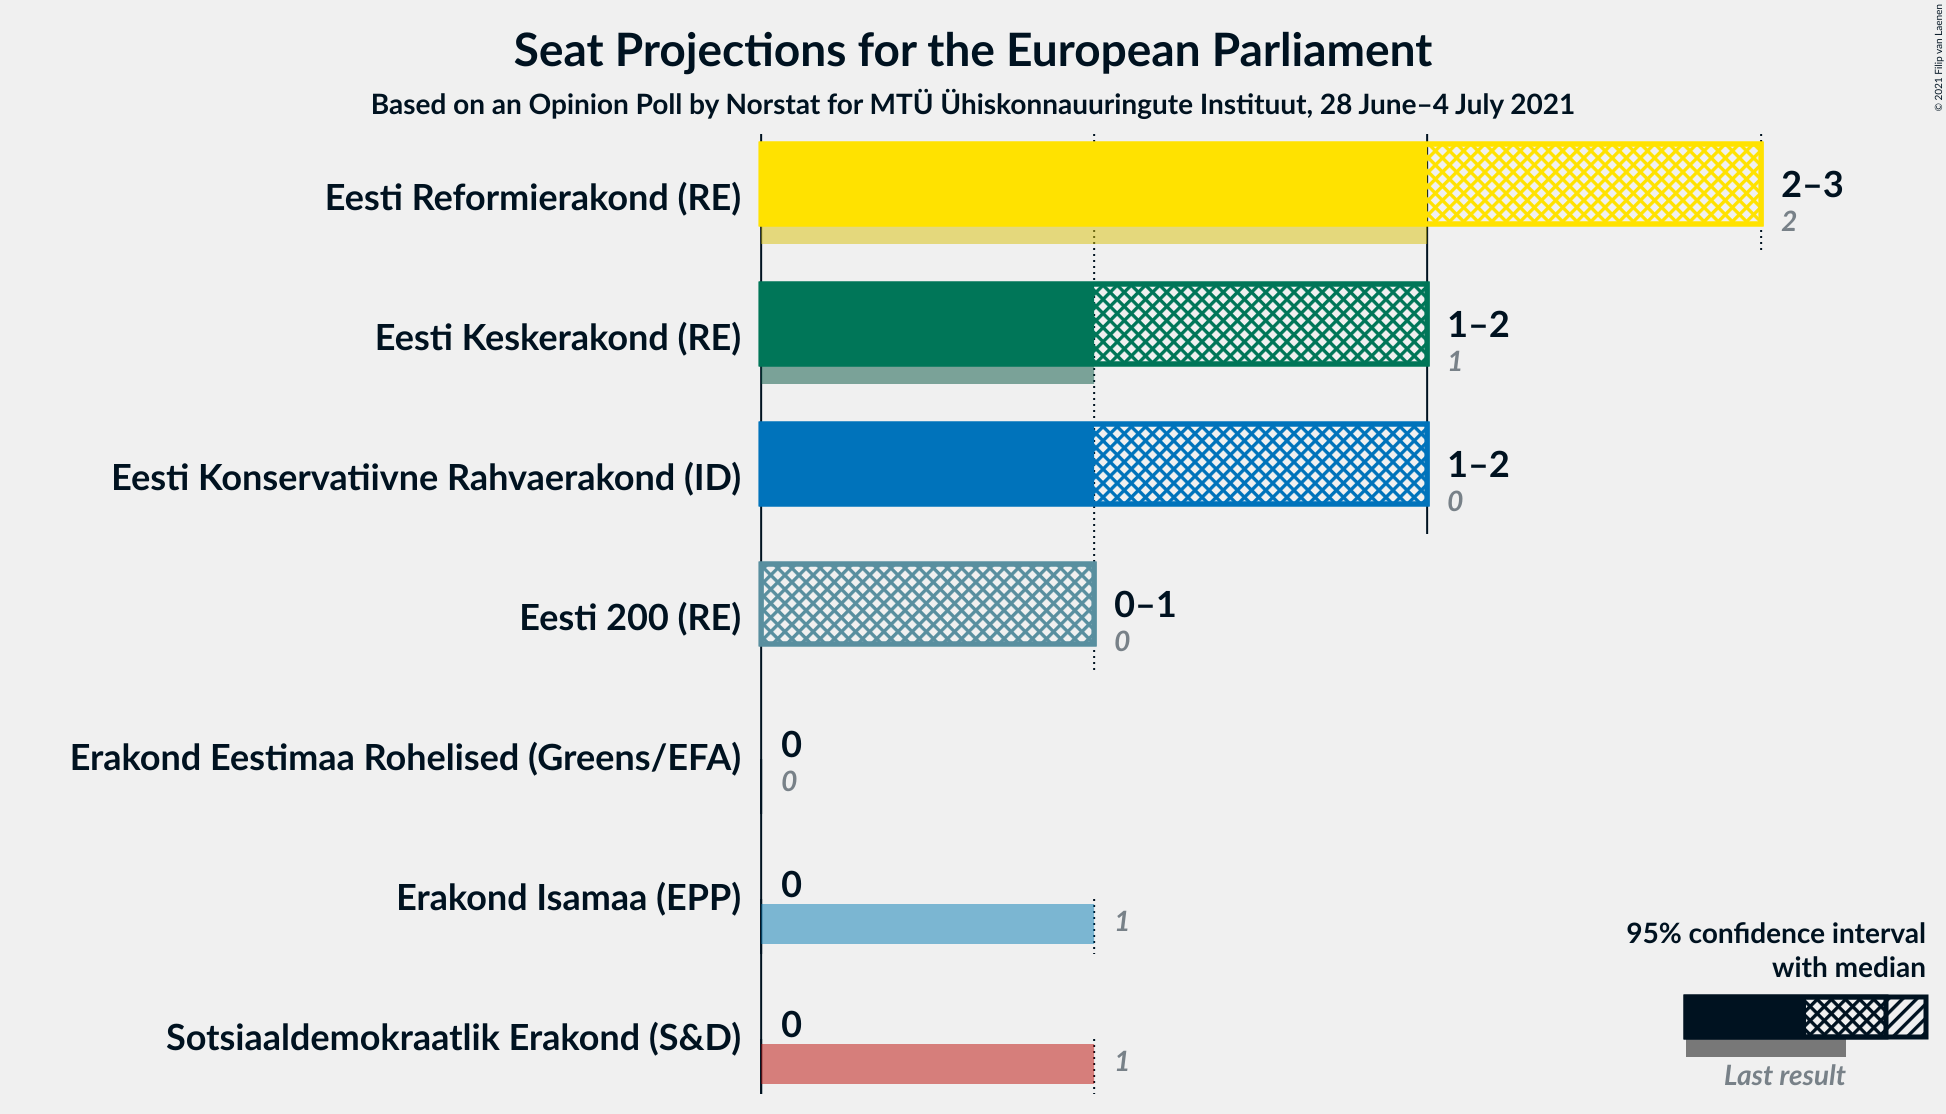 Seat Projections for the European Parliament
Based on an Opinion Poll by Norstat for MTÜ Ühiskonnauuringute Instituut, 28 June–4 July 2021
© 2021 Filip van Laenen
Eesti Reformierakond (RE)
2–3
2
Eesti Keskerakond (RE)
1–2
1
Eesti Konservatiivne Rahvaerakond (ID)
1–2
0
Eesti 200 (RE)
0–1
0
Erakond Eestimaa Rohelised (Greens/EFA)
0
0
Erakond Isamaa (EPP)
0
1
Sotsiaaldemokraatlik Erakond (S&D)
0
1
95% confidence interval
with median
Last result